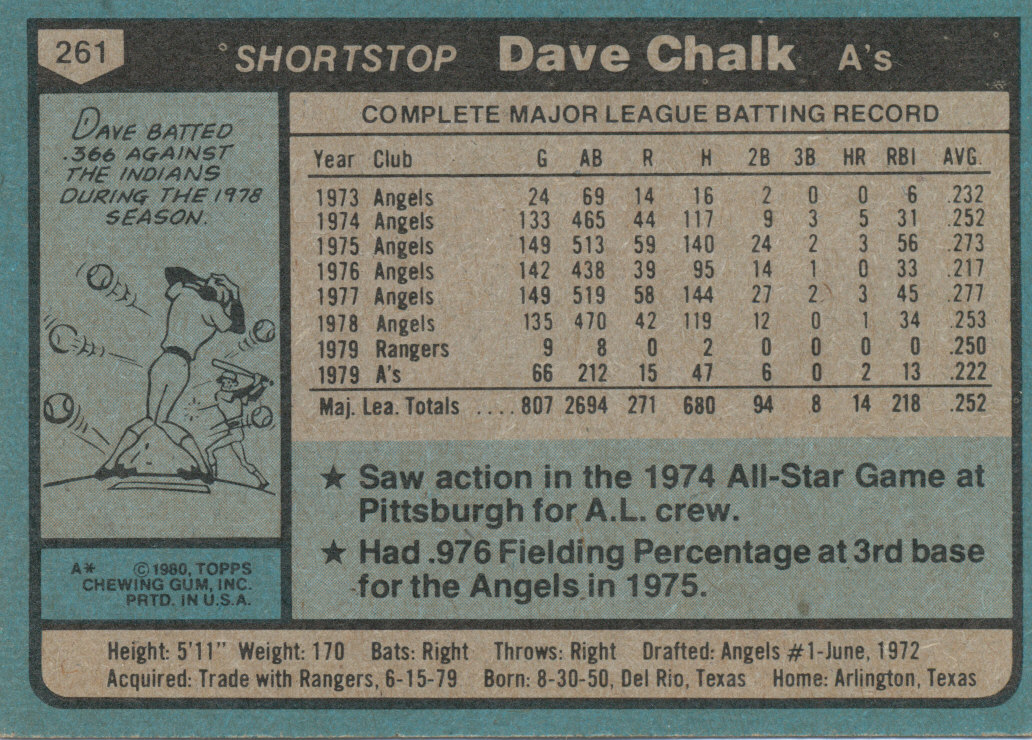 261 SHORTSTOP Dave Chalk A's
DAVE BATTED
.366 AGAINST
THE INDIANS
DURING THE 1978
SEASON.
A* © 1980, TOPPS
CHEWING GUM, INC.
PRTD. IN U.S.A.
COMPLETE MAJOR LEAGUE BATTING RECORD
Year Club G AB R H 2B 3B HR RBI AVG.
1973 Angels 24 69 14 16 2 0 0 6 .232
1974 Angels 133 465 44 117 9 3 5 31 .252
1975 Angels 149 513 59 140 24 2 3 56 .273
1976 Angels 142 438 39 95 14 1 0 33 .217
1977 Angels 149 519 58 144 27 2 3 45 .277
1978 Angels 135 470 42 119 12 0 1 34 .253
1979 Rangers 9 8 0 2 0 0 0 0 .250
1979 A's 66 212 15 47 6 0 2 13 .222
Maj. Lea. Totals ....807 2694 271 680 94 8 14 218 .252
★ Saw action in the 1974 All-Star Game at
Pittsburgh for A.L. crew.
★ Had .976 Fielding Percentage at 3rd base
for the Angels in 1975.
Height: 5'11" Weight: 170 Bats: Right Throws: Right Drafted: Angels #1-June, 1972
Acquired: Trade with Rangers, 6-15-79 Born: 8-30-50, Del Rio, Texas Home: Arlington, Texas